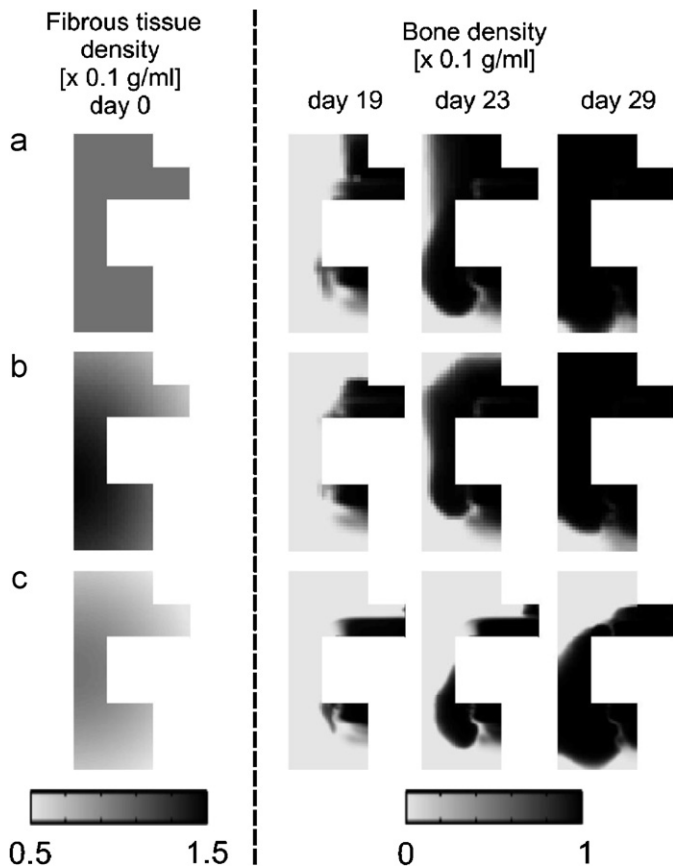 Fibrous tissue
density
[x 0.1 g/ml]
day 0
Bone density
[x 0.1 g/ml]
day 19 day 23 day 29
a
b
c
0.5 1.5
0 1